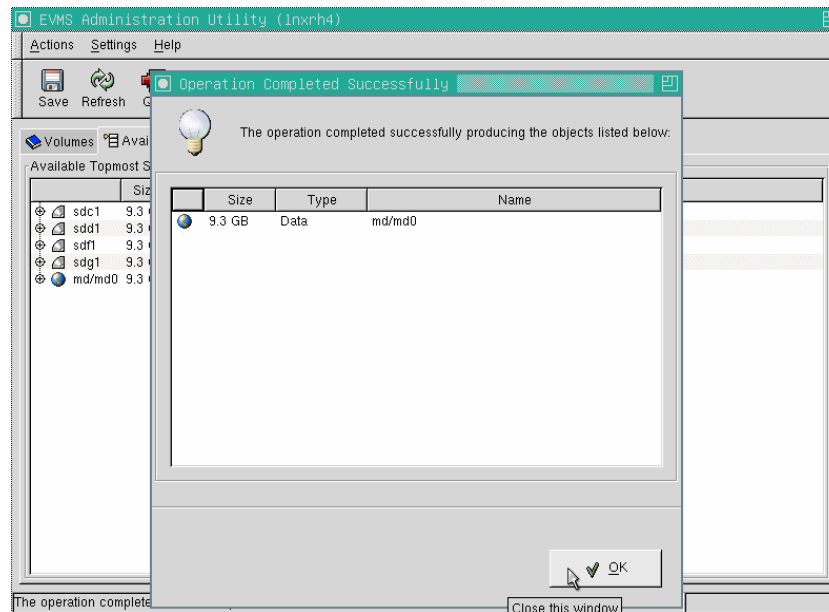 EVMS Administration Utility (lnxrh4)
Actions Settings Help
Save Refresh
Operation Completed Successfully
The operation completed successfully producing the objects listed below:
Volumes Avai
Available Topmost S
Siz
Size Type Name
9.3 GB Data md/md0
sdc1 9.3
sdd1 9.3
sdf1 9.3
sdg1 9.3
md/md0 9.3
OK
The operation complete
Close this window